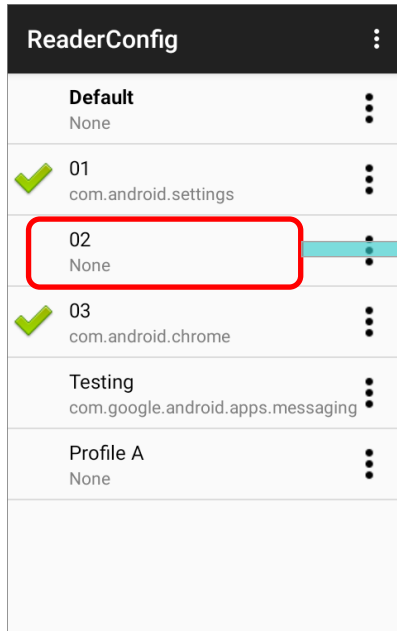 ReaderConfig
Default
None
01
com.android.settings
02
None
03
com.android.chrome
Testing
com.google.android.apps.messaging
Profile A
None